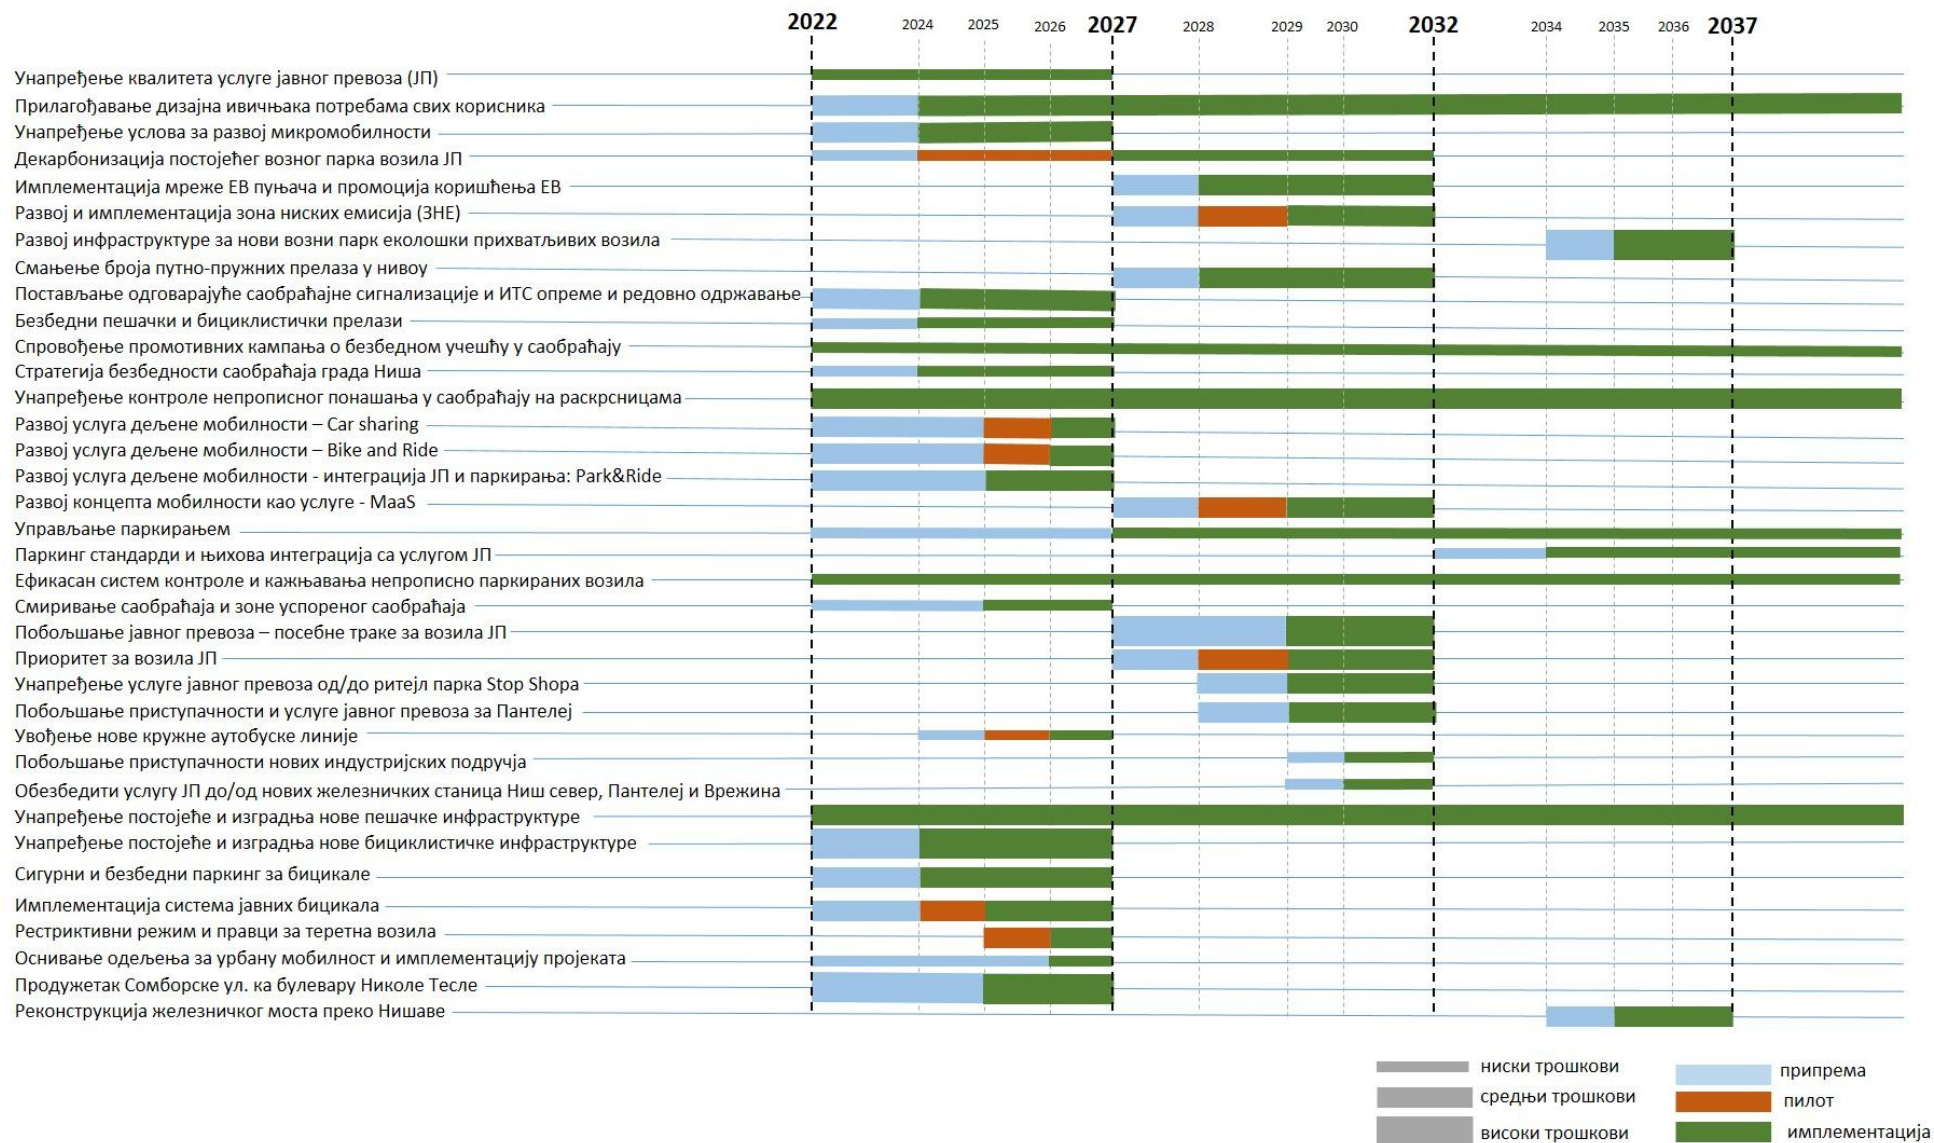 2022 2024 2025 2026 2027 2028 2029 2030 2032 2034 2035 2036 2037
Унапређење квалитета услуге јавног превоза (ЈП)
Прилагођавање дизајна ивичњака потребама свих корисника
Унапређење услова за развој микромобилности
Декарбонизација постојећег возног парка возила ЈП
Имплементација мреже ЕВ пуњача и промоција коришћења ЕВ
Развој и имплементација зона ниских емисија (ЗНЕ)
Развој инфраструктуре за нови возни парк еколошки прихватљивих возила
Смањење броја путно-пружних прелаза у нивоу
Постављање одговарајуће саобраћајне сигнализације и ИТС опреме и редовно одржавање
Безбедни пешачки и бициклистички прелази
Спровођење промотивних кампања о безбедном учешћу у саобраћају
Стратегија безбедности саобраћаја града Ниша
Унапређење контроле непрописног понашања у саобраћају на раскрсницама
Развој услуга дељене мобилности – Car sharing
Развој услуга дељене мобилности – Bike and Ride
Развој услуга дељене мобилности - интеграција ЈП и паркирања: Park&Ride
Развој концепта мобилности као услуге - MaaS
Управљање паркирањем
Паркинг стандарди и њихова интеграција са услугом ЈП
Ефикасан систем контроле и кажњавања непрописно паркираних возила
Смиривање саобраћаја и зоне успореног саобраћаја
Побољшање јавног превоза – посебне траке за возила ЈП
Приоритет за возила ЈП
Унапређење услуге јавног превоза од/до ритејл парка Stop Shopa
Побољшање приступачности и услуге јавног превоза за Пантелеј
Увођење нове кружне аутобуске линије
Побољшање приступачности нових индустријских подручја
Обезбедити услугу ЈП до/од нових железничких станица Ниш север, Пантелеј и Врежина
Унапређење постојеће и изградња нове пешачке инфраструктуре
Унапређење постојеће и изградња нове бициклистичке инфраструктуре
Сигурни и безбедни паркинг за бицикале
Имплементација система јавних бицикала
Рестриктивни режим и правци за теретна возила
Оснивање одељења за урбану мобилност и имплементацију пројеката
Продужетак Сомборске ул. ка булевару Николе Тесле
Реконструкција железничког моста преко Нишаве
ниски трошкови
средњи трошкови
високи трошкови
припрема
пилот
имплементација